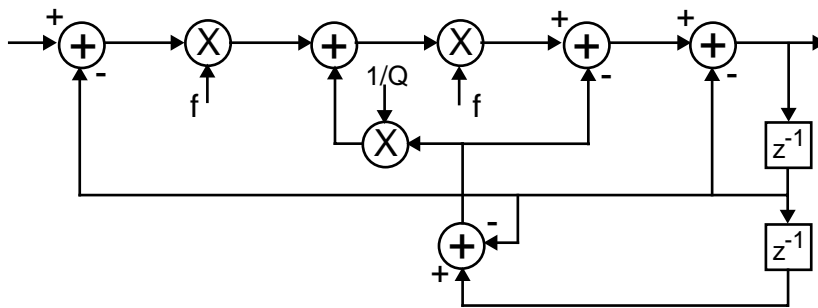 + + +
+ X + X + +
- - -
f 1/Q f
X
z-1
-
+ z-1
+